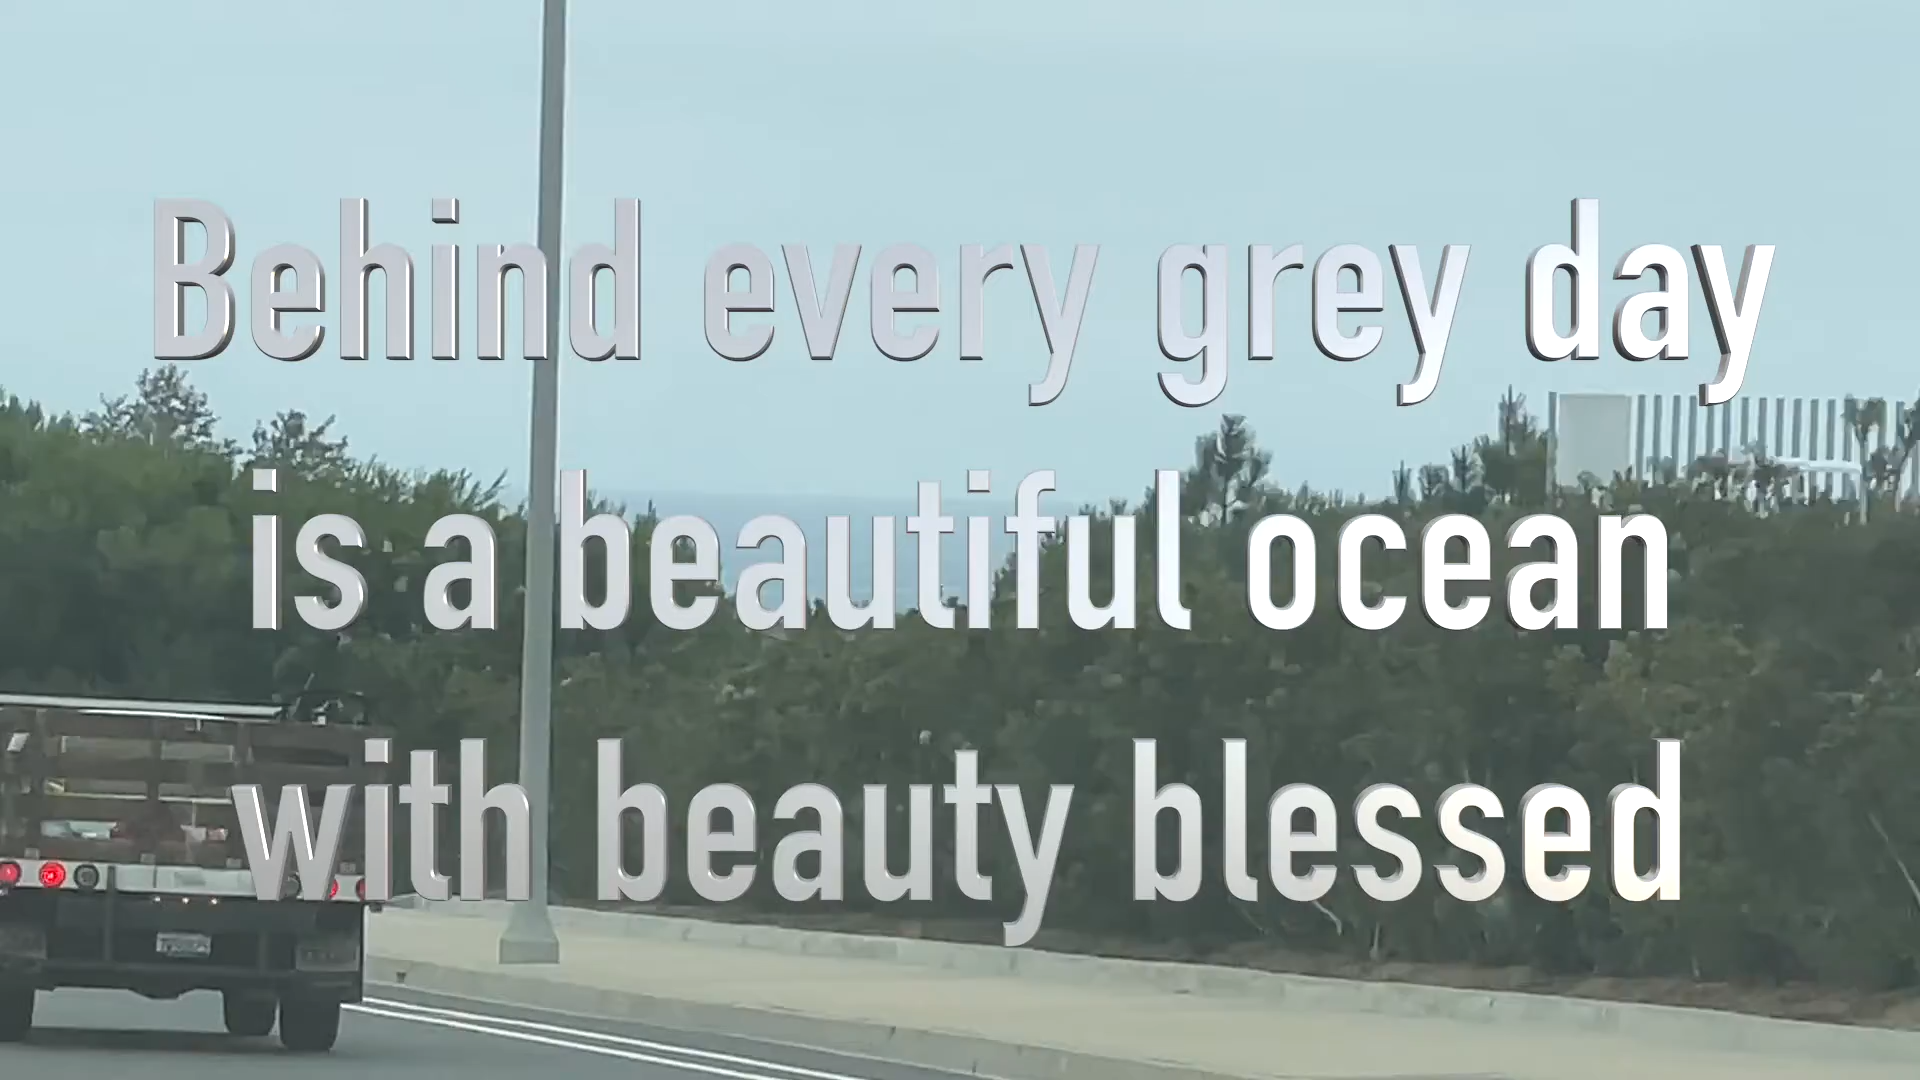 Behind every grey day
is a beautiful ocean
with beauty blessed